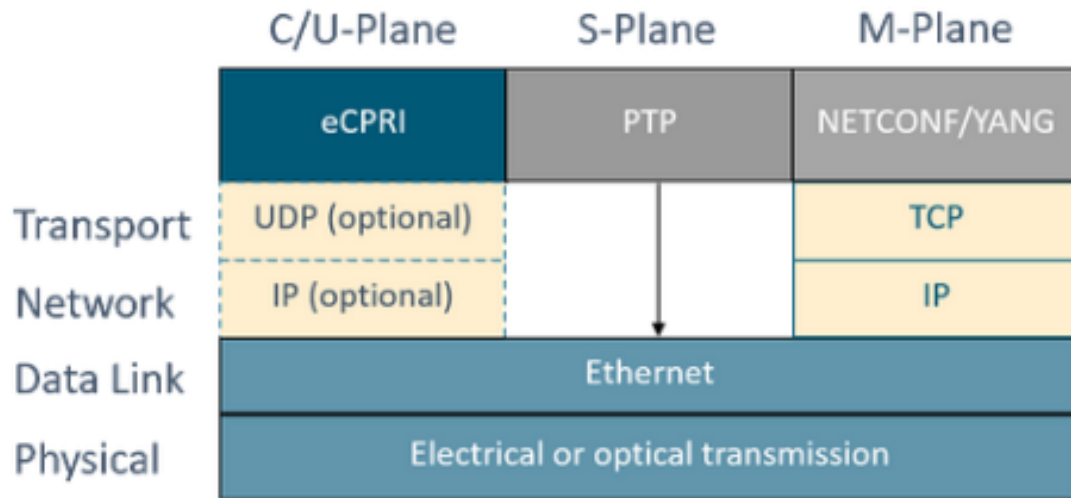 C/U-Plane S-Plane M-Plane
eCPRI PTP NETCONF/YANG
Transport UDP (optional) TCP
Network IP (optional) IP
Data Link Ethernet
Physical Electrical or optical transmission